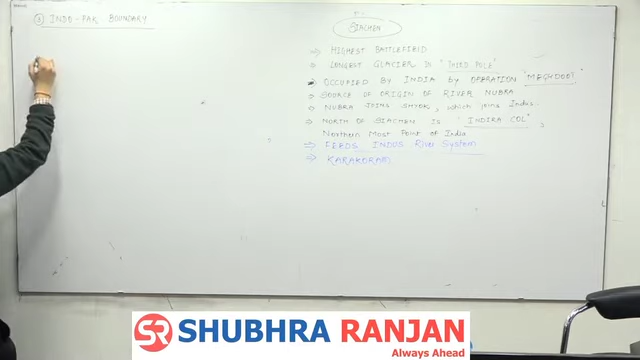 ③ INDO - PAK BOUNDARY
SIACHEN
⇒ HIGHEST BATTLEFIELD
⇒ LONGEST GLACIER IN "THIRD POLE"
OCCUPIED BY INDIA BY OPERATION "MEGHDOOT"
⇒ SOURCE OF ORIGIN OF RIVER NUBRA
⇒ NUBRA JOINS SHYOK, which joins Indus.
⇒ NORTH OF SIACHEN IS "INDIRA COL",
Northern Most Point of India
⇒ FEEDS INDUS River System
⇒ KARAKORAM
SR SHUBHRA RANJAN
Always Ahead